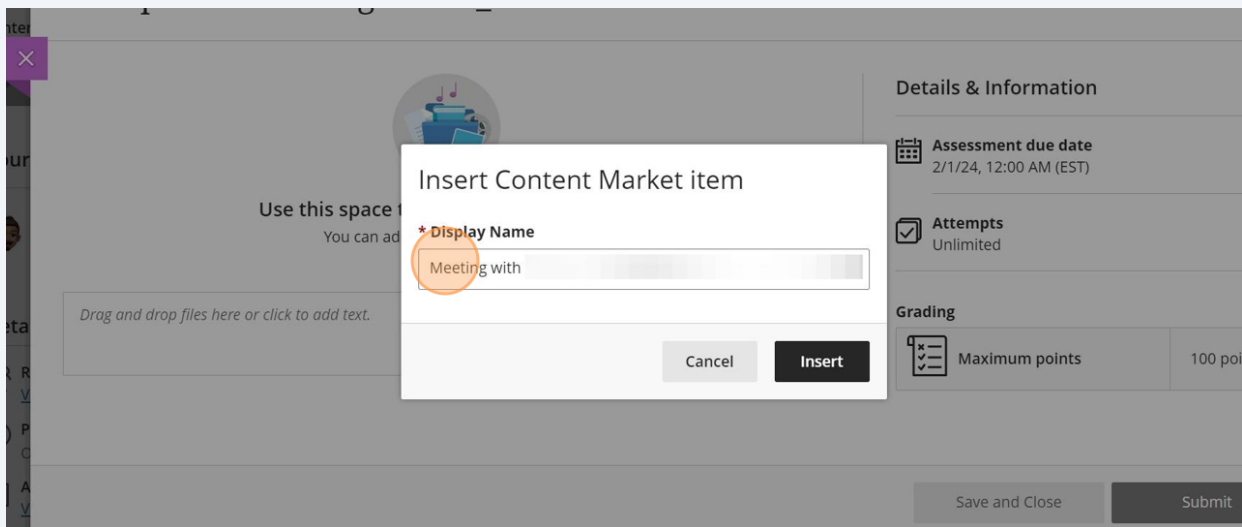 Details & Information
Assessment due date
2/1/24, 12:00 AM (EST)
Attempts
Unlimited
Grading
Maximum points
100
Insert Content Market item
* Display Name
Meeting with
Cancel
Insert
Use this space
You can
Drag and drop files here or click to add text.
Save and Close
Submit